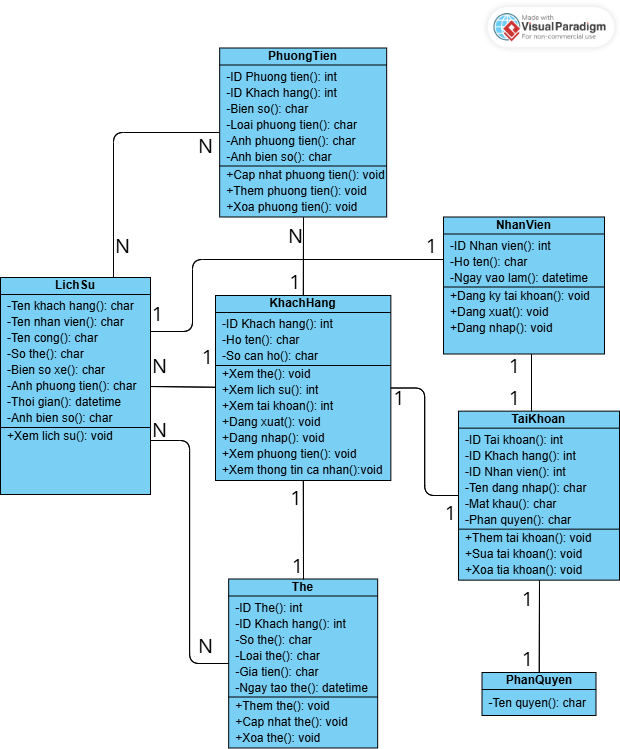 Made with
VisualParadigm
For non-commercial use
PhuongTien
-ID Phuong tien(): int
-ID Khach hang(): int
-Bien so(): char
-Loai phuong tien(): char
-Anh phuong tien(): char
-Anh bien so(): char
+Cap nhat phuong tien(): void
+Them phuong tien(): void
+Xoa phuong tien(): void
N
N
N
1
1
1
NhanVien
-ID Nhan vien(): int
-Ho ten(): char
-Ngay vao lam(): datetime
+Dang ky tai khoan(): void
+Dang xuat(): void
+Dang nhap(): void
LichSu
-Ten khach hang(): char
-Ten nhan vien(): char
-Ten cong(): char
-So the(): char
-Bien so xe(): char
-Anh phuong tien(): char
-Thoi gian(): datetime
-Anh bien so(): char
+Xem lich su(): void
1
N
N
KhachHang
-ID Khach hang(): int
-Ho ten(): char
-So can ho(): char
+Xem the(): void
+Xem lich su(): int
+Xem tai khoan(): int
+Dang xuat(): void
+Dang nhap(): void
+Xem phuong tien(): void
+Xem thong tin ca nhan():void
1
1
1
1
TaiKhoan
-ID Tai khoan(): int
-ID Khach hang(): int
-ID Nhan vien(): int
-Ten dang nhap(): char
-Mat khau(): char
-Phan quyen(): char
+Them tai khoan(): void
+Sua tai khoan(): void
+Xoa tia khoan(): void
1
1
N
The
-ID The(): int
-ID Khach hang(): int
-So the(): char
-Loai the(): char
-Gia tien(): char
-Ngay tao the(): datetime
+Them the(): void
+Cap nhat the(): void
+Xoa the(): void
1
1
PhanQuyen
-Ten quyen(): char